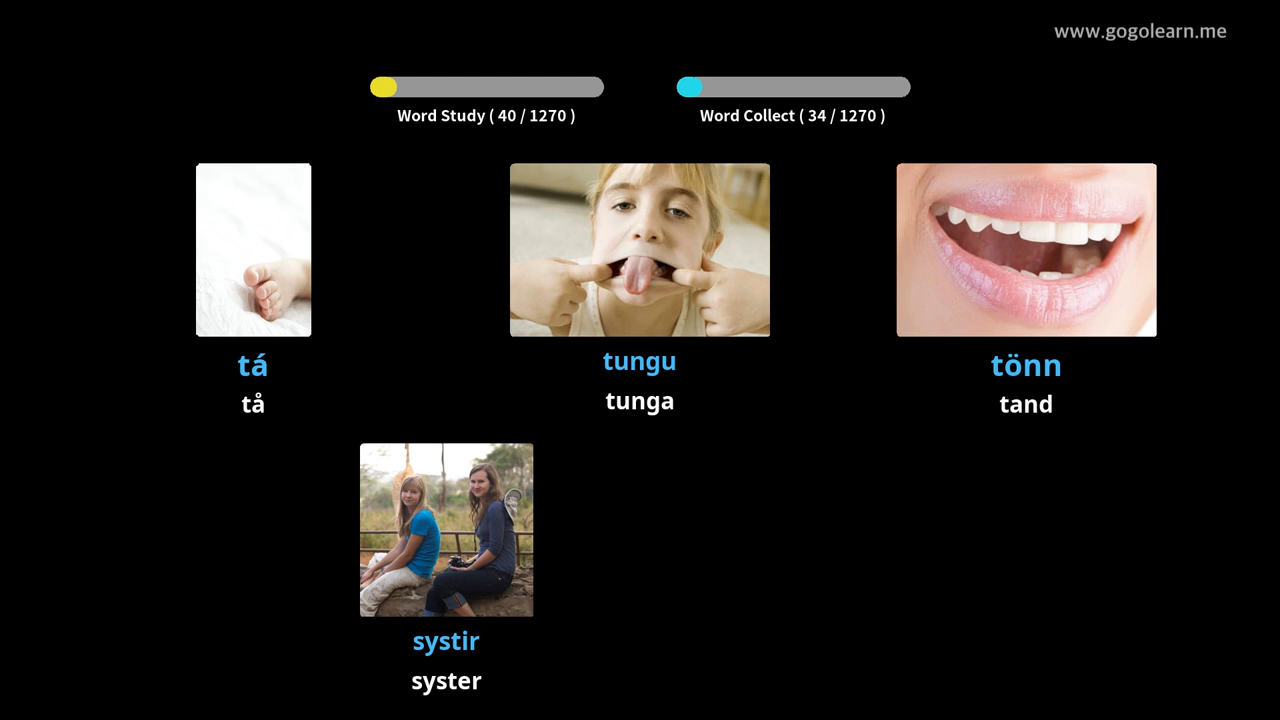 www.gogolearn.me
Word Study ( 40 / 1270 )
Word Collect ( 34 / 1270 )
tá
tå
tungu
tunga
tönn
tand
systir
syster